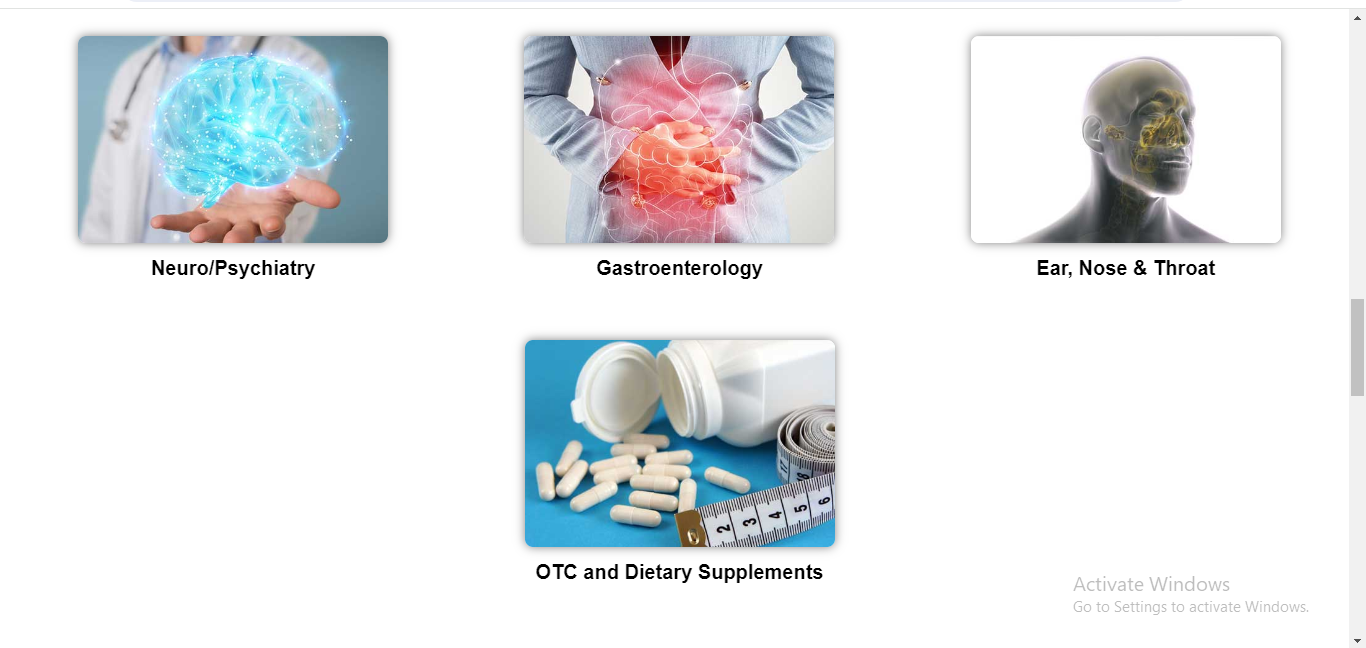 Neuro/Psychiatry
Gastroenterology
Ear, Nose & Throat
17
2 3 4 5 6
OTC and Dietary Supplements
Activate Windows
Go to Settings to activate Windows.